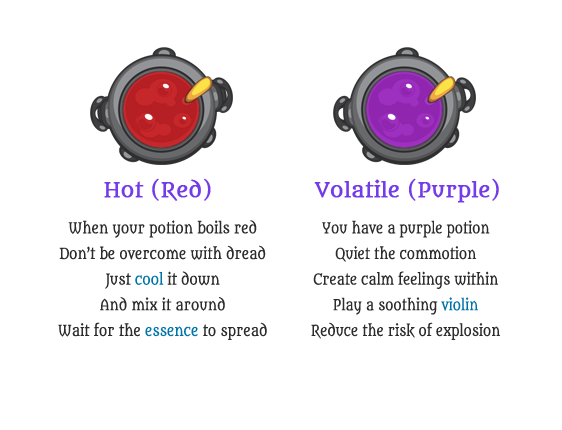 Hot (Red)
When your potion boils red
Don't be overcome with dread
Just cool it down
And mix it around
Wait for the essence to spread
Volatile (Purple)
You have a purple potion
Quiet the commotion
Create calm feelings within
Play a soothing violin
Reduce the risk of explosion